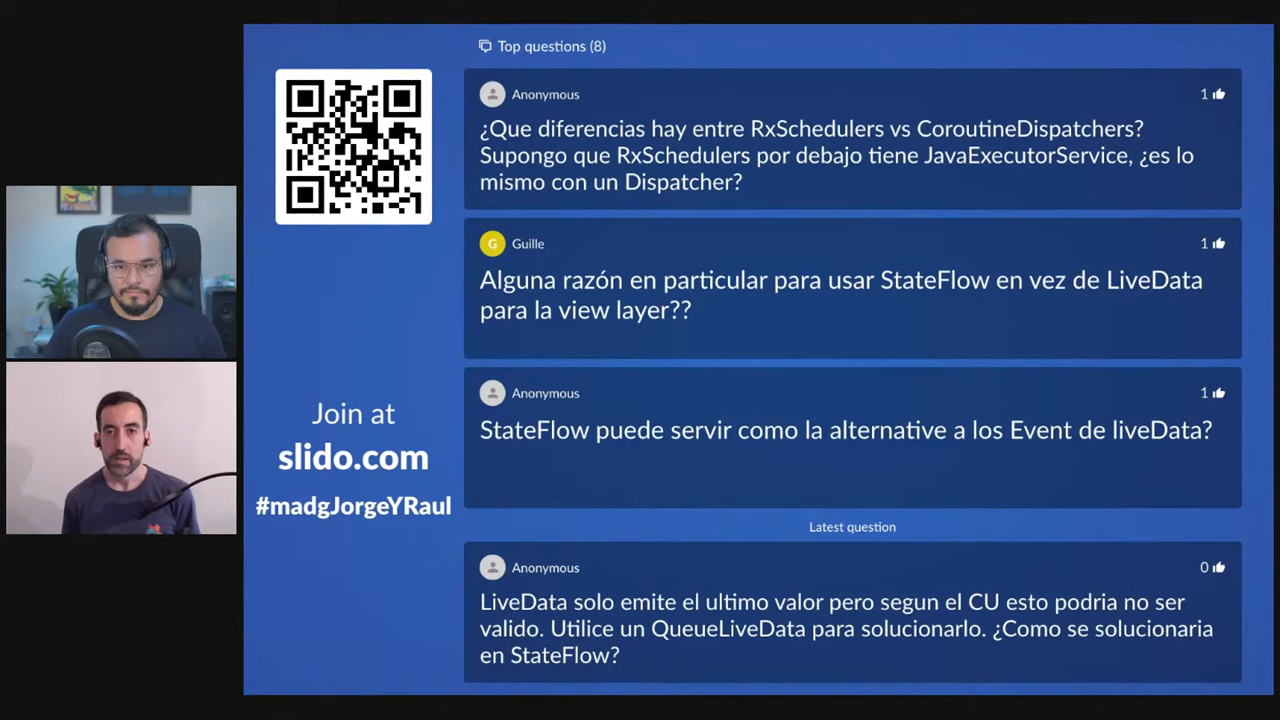 Top questions (8)
Anonymous
1
¿Que diferencias hay entre RxSchedulers vs CoroutineDispatchers?
Supongo que RxSchedulers por debajo tiene JavaExecutorService, ¿es lo
mismo con un Dispatcher?
G
Guille
1
Alguna razón en particular para usar StateFlow en vez de LiveData
para la view layer??
Join at
slido.com
#madgJorgeYRaul
Anonymous
1
StateFlow puede servir como la alternative a los Event de liveData?
Latest question
Anonymous
0
LiveData solo emite el ultimo valor pero segun el CU esto podria no ser
valido. Utilice un QueueLiveData para solucionarlo. ¿Como se solucionaria
en StateFlow?